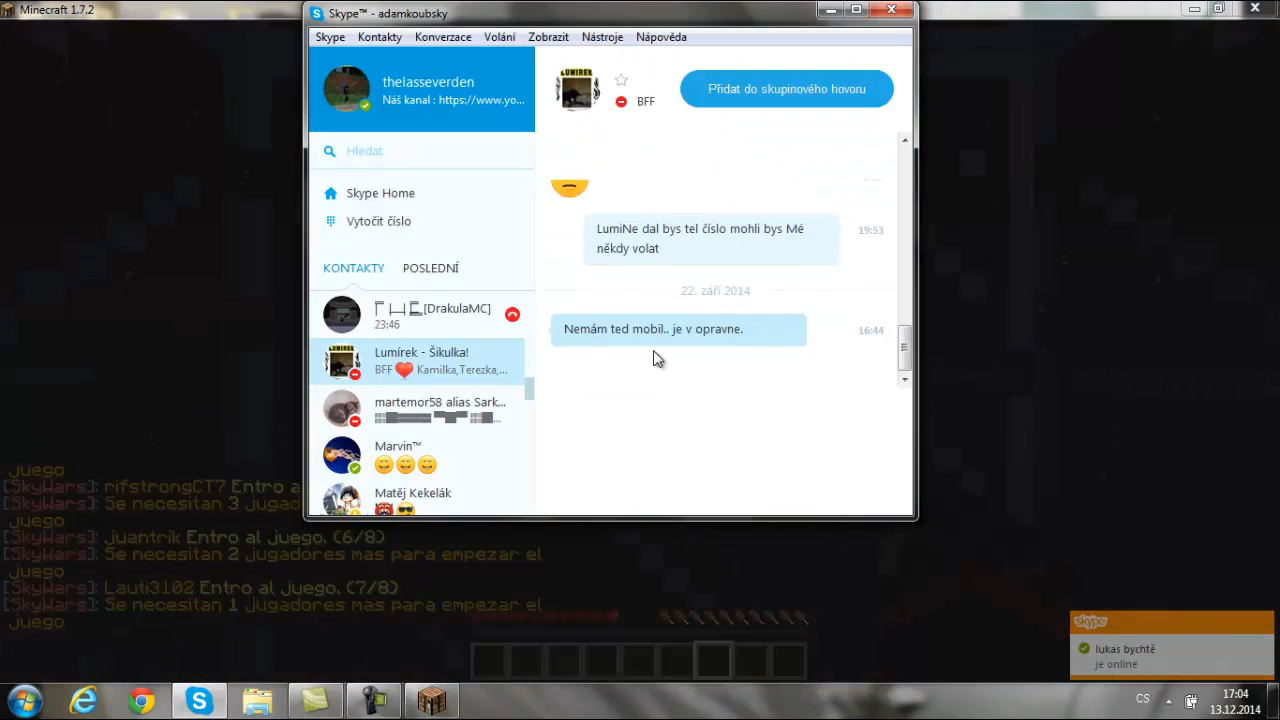 Minecraft 1.7.2
Skype™ - adamkoubsky
Skype Kontakty Konverzace Volání Zobrazit Nástroje Nápověda
thelasseverden
Náš kanal : https://www.yo...
LUMIREK
BFF
Přidat do skupinového hovoru
Hledat
Skype Home
Vytočit číslo
KONTAKTY POSLEDNÍ
[DrakulaMC]
23:46
Lumírek - Šikulka!
BFF Kamilka,Terezka,...
martemor58 alias Sark...
Marvin™
Matěj Kekelák
LumiNe dal bys tel číslo mohli bys Mé
někdy volat
19:53
22. září 2014
Nemám ted mobil.. je v opravne.
16:44
juego
[SkyWars]: rifstrongCT7 Entro a
[SkyWars]: Se necesitan 3 jugado
juego
[SkyWars]: juantrik Entro al juego. (6/8)
[SkyWars]: Se necesitan 2 jugadores mas para empezar el
juego
[SkyWars]: Lauti3102 Entro al juego. (7/8)
[SkyWars]: Se necesitan 1 jugadores mas para empezar el
juego
skype
lukas bychtě
je online
CS
17:04
13.12.2014